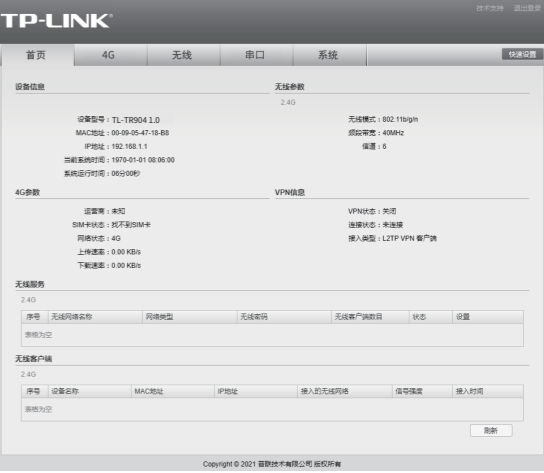 技术支持 退出登录
TP-LINK®
首页 4G 无线 串口 系统 快速设置
设备信息
设备型号：TL-TR904 1.0
MAC地址：00-09-05-47-18-B8
IP地址：192.168.1.1
当前系统时间：1970-01-01 08:06:00
系统运行时间：06分00秒
无线参数
2.4G
无线模式：802.11b/g/n
频段带宽：40MHz
信道：6
4G参数
运营商：未知
SIM卡状态：找不到SIM卡
网络状态：4G
上传速率：0.00 KB/s
下载速率：0.00 KB/s
VPN信息
VPN状态：关闭
连接状态：未连接
接入类型：L2TP VPN 客户端
无线服务
2.4G
序号 无线网络名称 网络类型 无线密码 无线客户端数目 状态 设置
表格为空
无线客户端
2.4G
序号 设备名称 MAC地址 IP地址 接入的无线网络 信号强度 接入时间
表格为空
刷新
Copyright © 2021 普联技术有限公司 版权所有